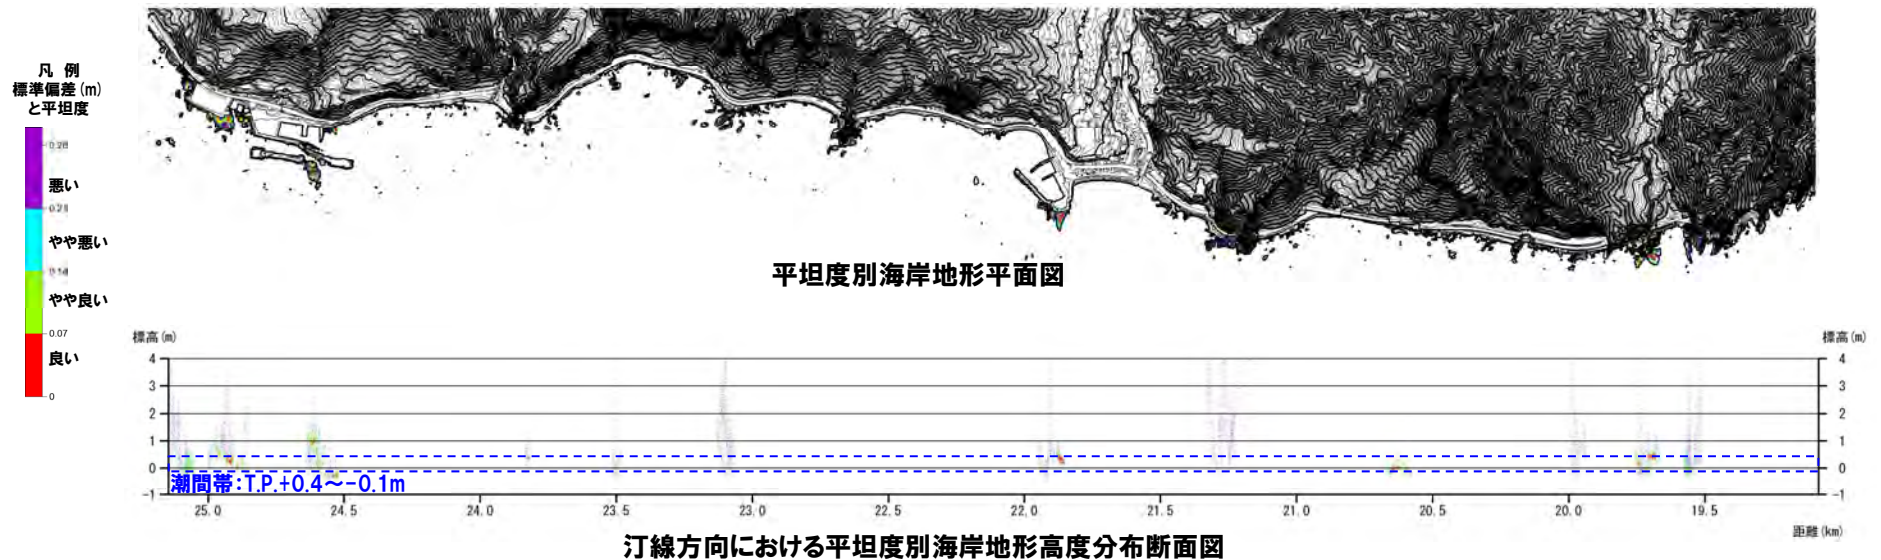 凡 例
標準偏差(m)
と平坦度
0.28
悪い
0.21
やや悪い
0.14
やや良い
0.07
良い
0
平坦度別海岸地形平面図
標高(m)
標高(m)
4
4
3
3
2
2
1
1
0
0
-1
-1
潮間帯:T.P.+0.4~-0.1m
25.0 24.5 24.0 23.5 23.0 22.5 22.0 21.5 21.0 20.5 20.0 19.5
距離(km)
汀線方向における平坦度別海岸地形高度分布断面図